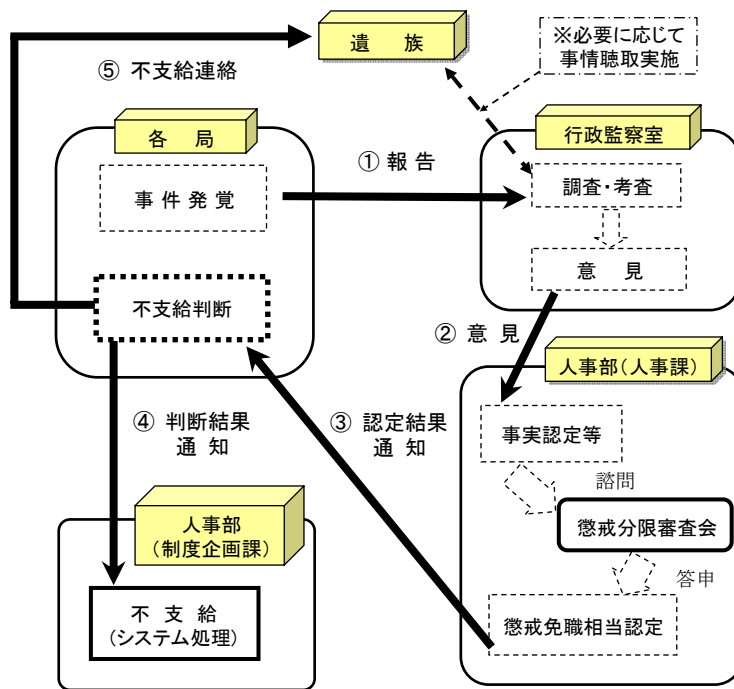 遺　族
※必要に応じて
事情聴取実施
⑤ 不支給連絡
各　局
行政監察室
① 報 告
事 件 発 覚
調査・考査
意　見
不支給判断
② 意 見
人事部（人事課）
④ 判断結果
通 知
③ 認定結果
通 知
事実認定等
諮問
懲戒分限審査会
答申
懲戒免職相当認定
人事部
（制度企画課）
不 支 給
（システム処理）